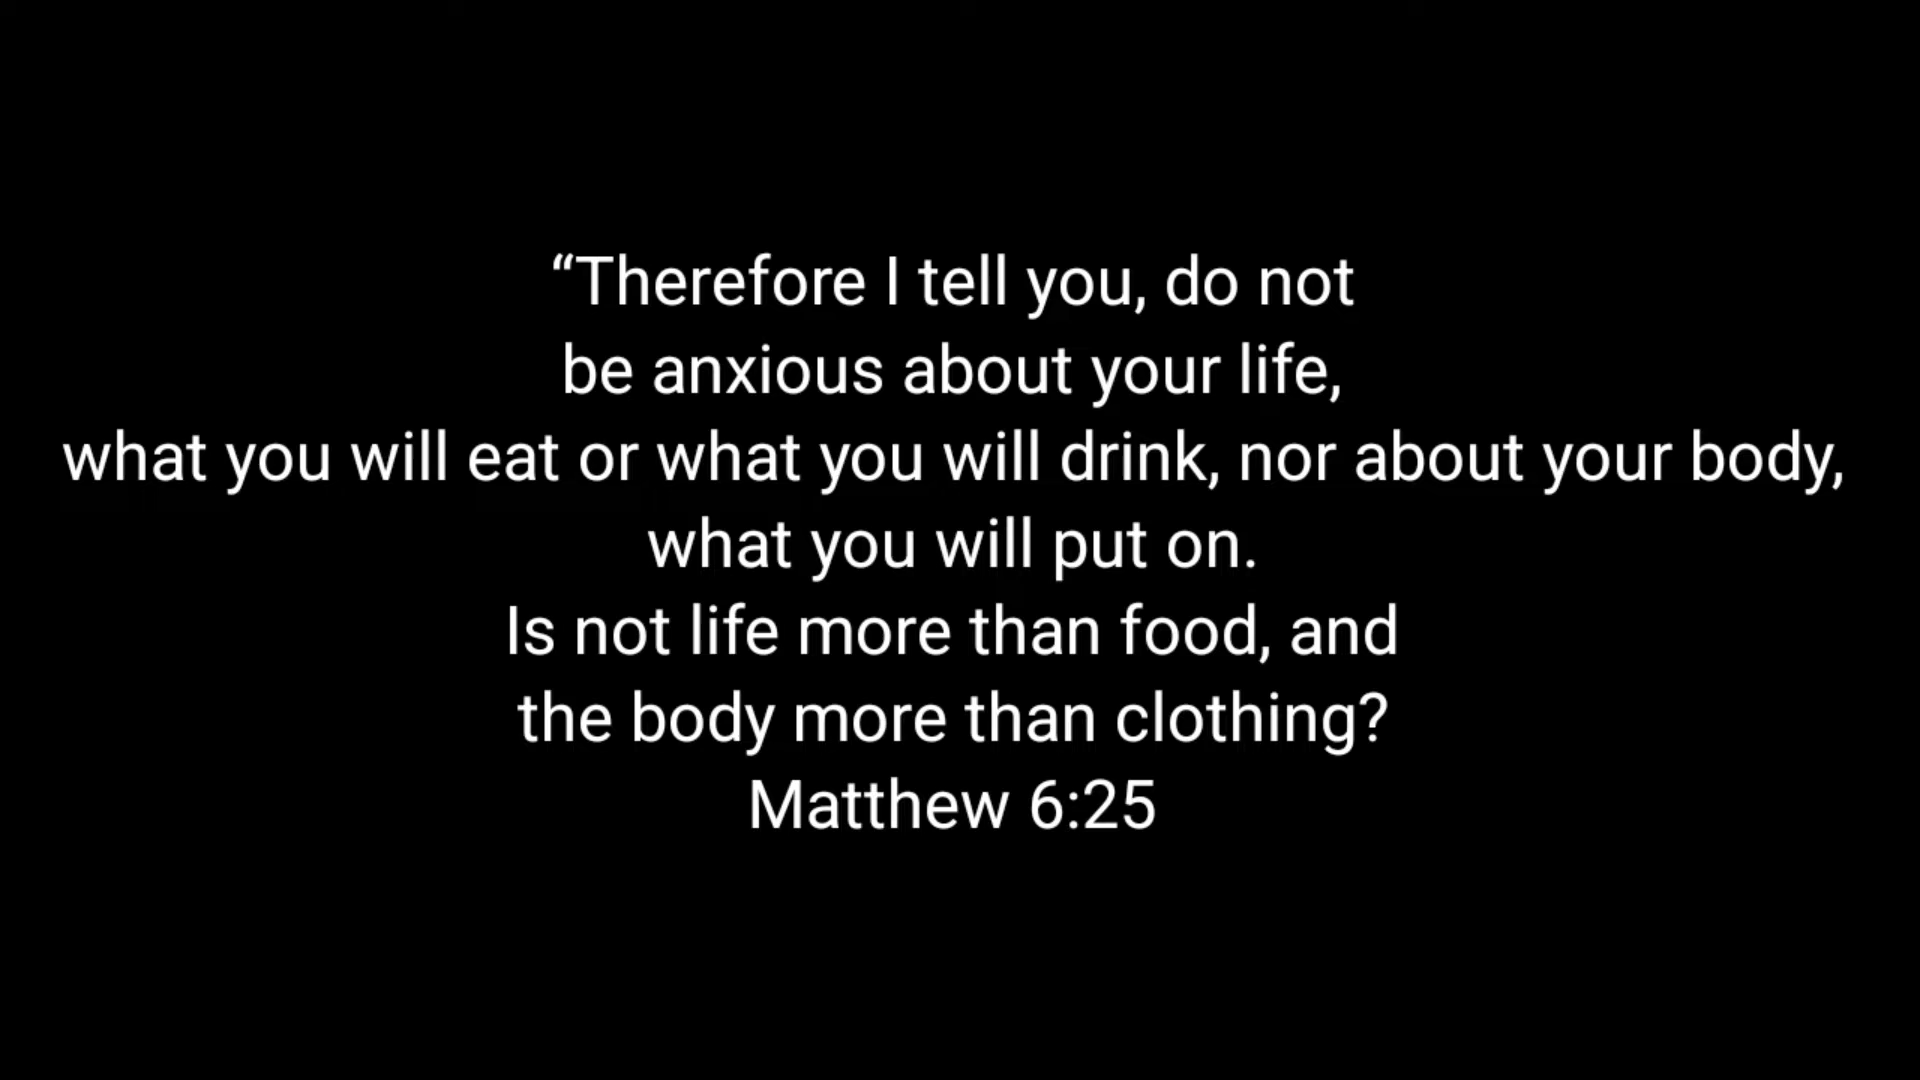 “Therefore I tell you, do not
be anxious about your life,
what you will eat or what you will drink, nor about your body,
what you will put on.
Is not life more than food, and
the body more than clothing?
Matthew 6:25